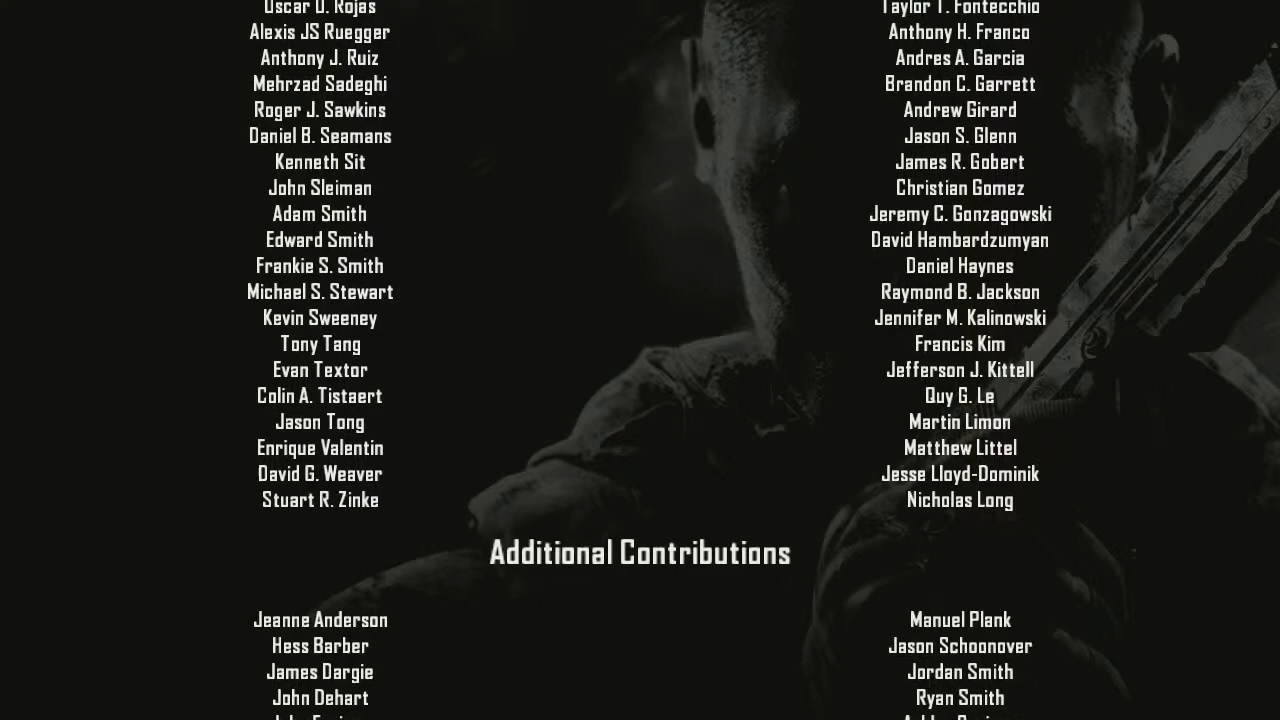 Oscar D. Rojas
Alexis JS Ruegger
Anthony J. Ruiz
Mehrzad Sadeghi
Roger J. Sawkins
Daniel B. Seamans
Kenneth Sit
John Sleiman
Adam Smith
Edward Smith
Frankie S. Smith
Michael S. Stewart
Kevin Sweeney
Tony Tang
Evan Textor
Colin A. Tistaert
Jason Tong
Enrique Valentin
David G. Weaver
Stuart R. Zinke
Taylor T. Fontecchio
Anthony H. Franco
Andres A. Garcia
Brandon C. Garrett
Andrew Girard
Jason S. Glenn
James R. Gobert
Christian Gomez
Jeremy C. Gonzagowski
David Hambardzumyan
Daniel Haynes
Raymond B. Jackson
Jennifer M. Kalinowski
Francis Kim
Jefferson J. Kittell
Quy G. Le
Martin Limon
Matthew Littel
Jesse Lloyd-Dominik
Nicholas Long
Additional Contributions
Jeanne Anderson
Hess Barber
James Dargie
John Dehart
Manuel Plank
Jason Schoonover
Jordan Smith
Ryan Smith